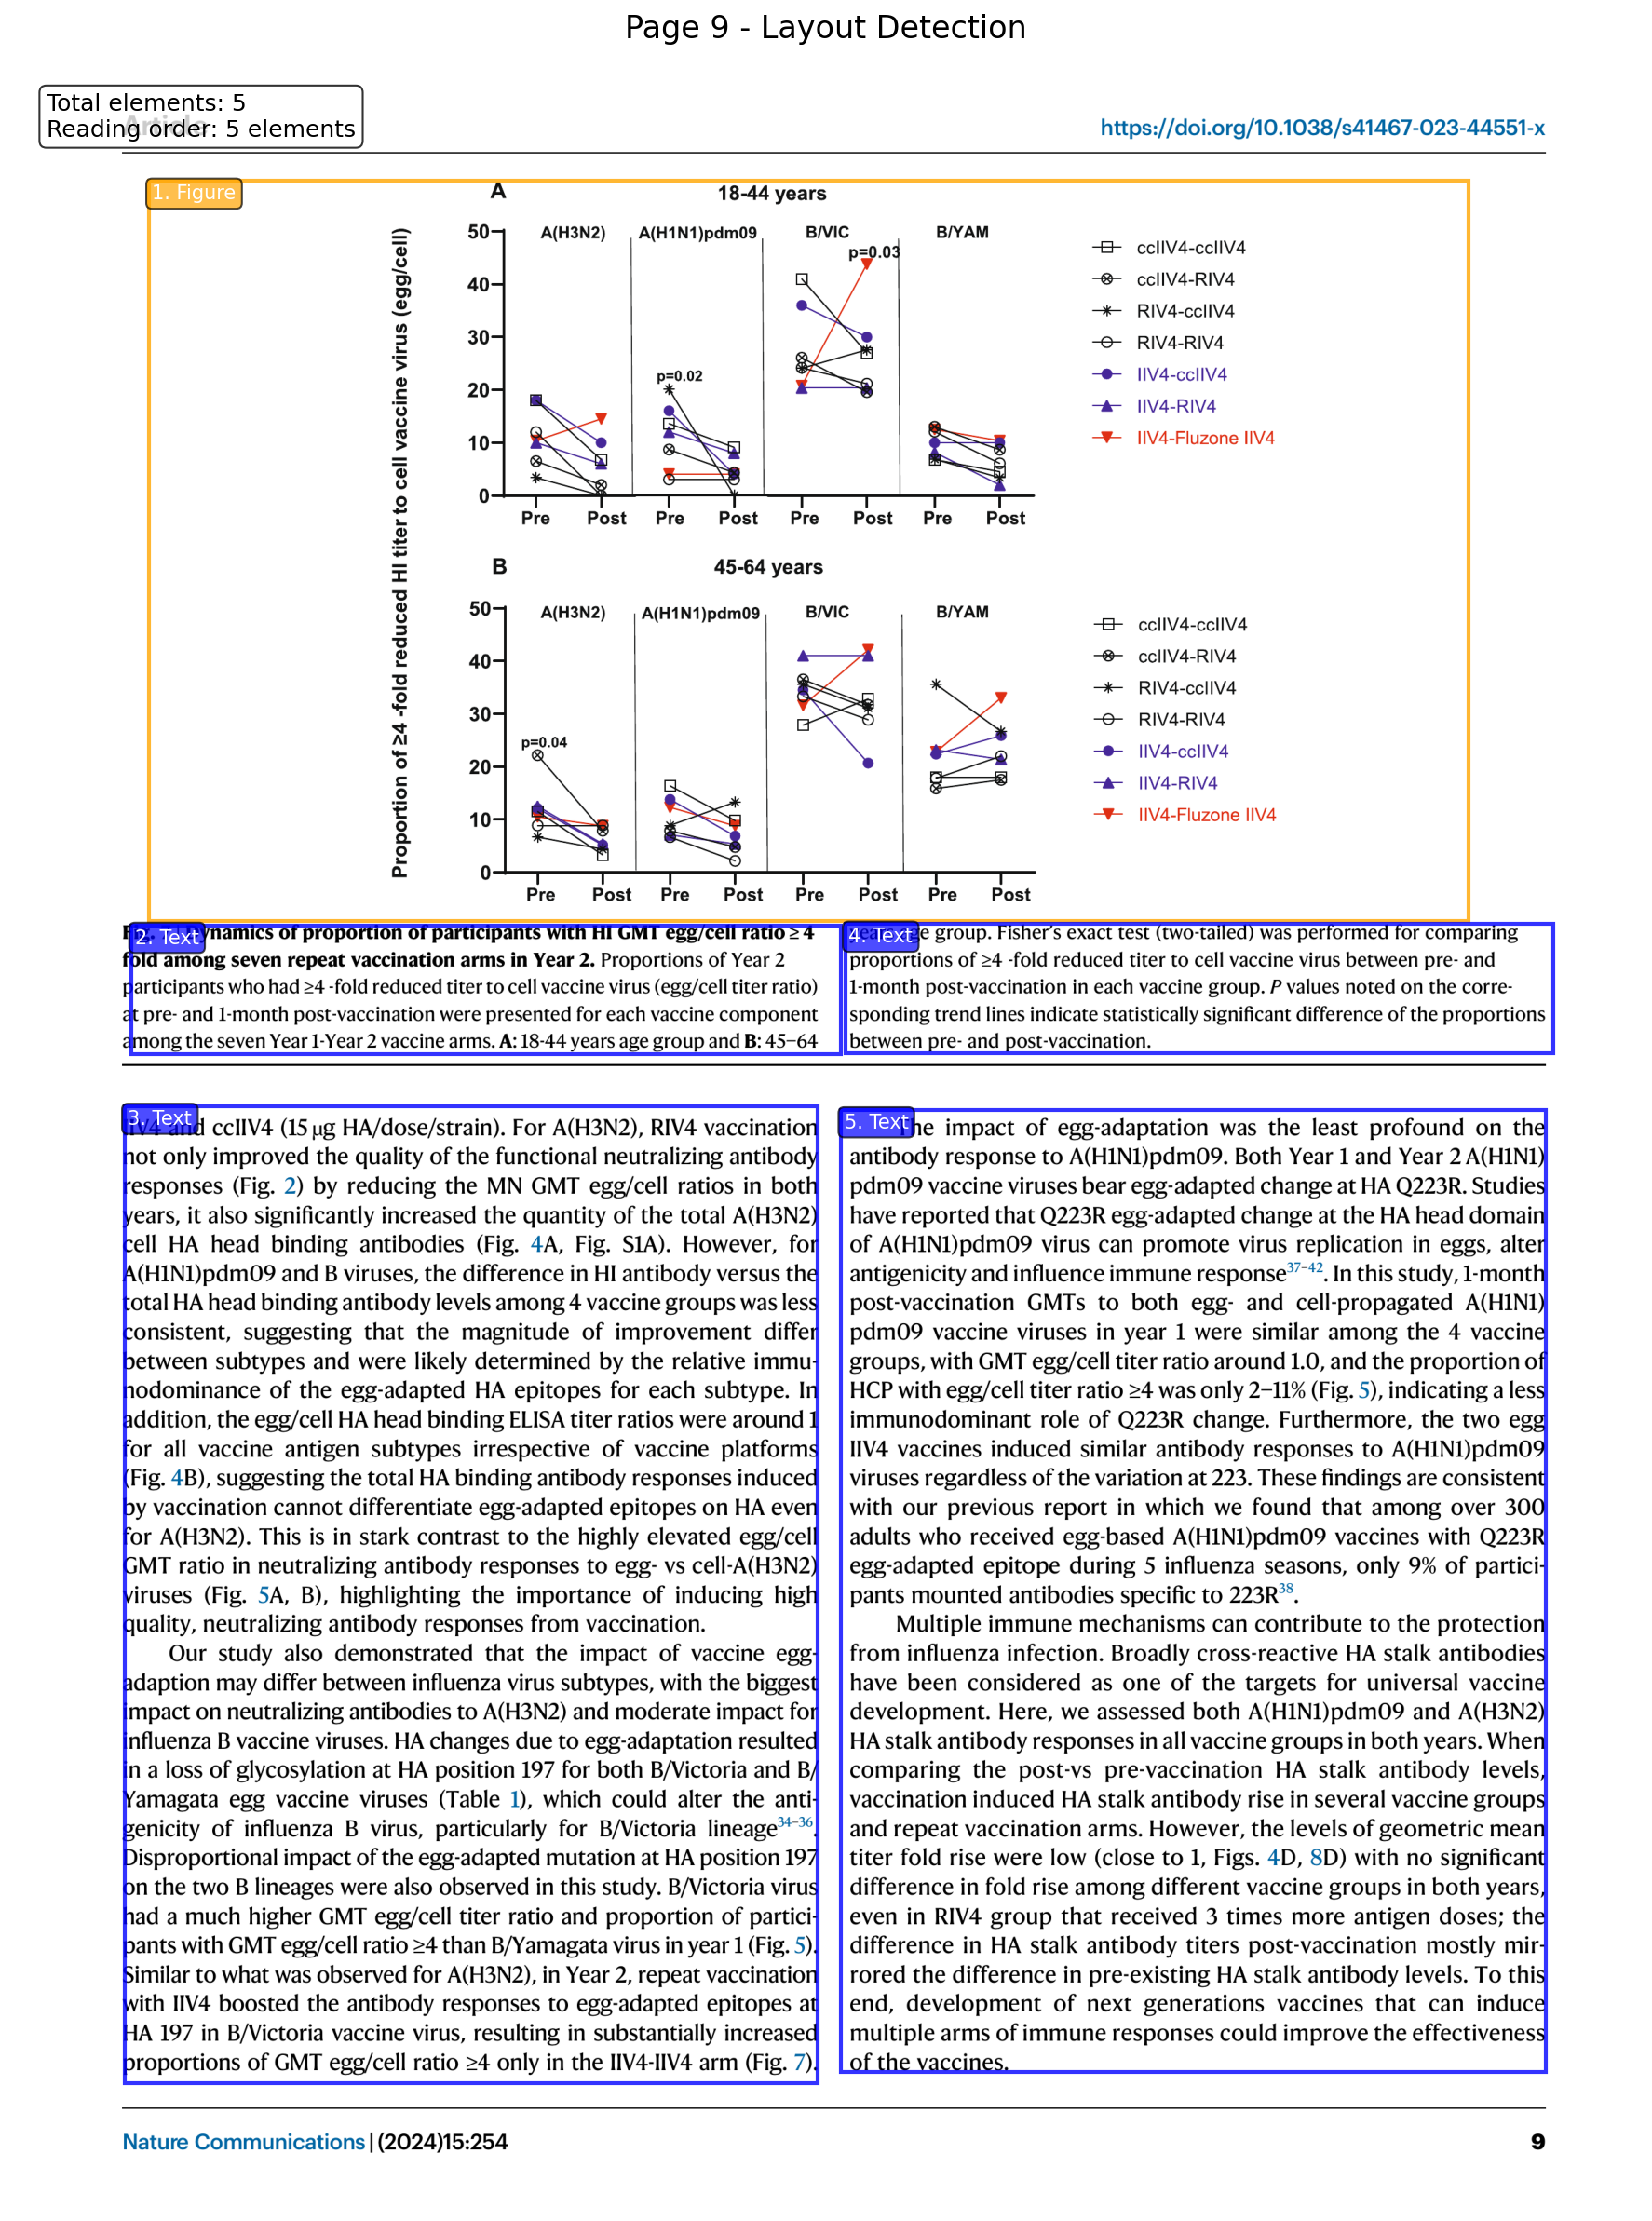 Page 9 - Layout Detection
Total elements: 5
Reading order: 5 elements
Article
https://doi.org/10.1038/s41467-023-44551-x
1. Figure
A
18-44 years
Proportion of ≥4 -fold reduced HI titer to cell vaccine virus (egg/cell)
A(H3N2) A(H1N1)pdm09 B/VIC B/YAM
50
40
30
20
10
0
p=0.02
p=0.03
Pre Post Pre Post Pre Post Pre Post
ccIIV4-ccIIV4
ccIIV4-RIV4
RIV4-ccIIV4
RIV4-RIV4
IIV4-ccIIV4
IIV4-RIV4
IIV4-Fluzone IIV4
B
45-64 years
A(H3N2) A(H1N1)pdm09 B/VIC B/YAM
50
40
30
20
10
0
p=0.04
Pre Post Pre Post Pre Post Pre Post
ccIIV4-ccIIV4
ccIIV4-RIV4
RIV4-ccIIV4
RIV4-RIV4
IIV4-ccIIV4
IIV4-RIV4
IIV4-Fluzone IIV4
2. Text
ynamics of proportion of participants with HI GMT egg/cell ratio ≥ 4
fold among seven repeat vaccination arms in Year 2. Proportions of Year 2
participants who had ≥4 -fold reduced titer to cell vaccine virus (egg/cell titer ratio)
at pre- and 1-month post-vaccination were presented for each vaccine component
among the seven Year 1-Year 2 vaccine arms. A: 18-44 years age group and B: 45–64
4. Text
group. Fisher’s exact test (two-tailed) was performed for comparing
proportions of ≥4 -fold reduced titer to cell vaccine virus between pre- and
1-month post-vaccination in each vaccine group. P values noted on the corre-
sponding trend lines indicate statistically significant difference of the proportions
between pre- and post-vaccination.
3. Text
IIV4 and ccIIV4 (15 μg HA/dose/strain). For A(H3N2), RIV4 vaccination
not only improved the quality of the functional neutralizing antibody
responses (Fig. 2) by reducing the MN GMT egg/cell ratios in both
years, it also significantly increased the quantity of the total A(H3N2)
cell HA head binding antibodies (Fig. 4A, Fig. S1A). However, for
A(H1N1)pdm09 and B viruses, the difference in HI antibody versus the
total HA head binding antibody levels among 4 vaccine groups was less
consistent, suggesting that the magnitude of improvement differ
between subtypes and were likely determined by the relative immu-
nodominance of the egg-adapted HA epitopes for each subtype. In
addition, the egg/cell HA head binding ELISA titer ratios were around 1
for all vaccine antigen subtypes irrespective of vaccine platforms
(Fig. 4B), suggesting the total HA binding antibody responses induced
by vaccination cannot differentiate egg-adapted epitopes on HA even
for A(H3N2). This is in stark contrast to the highly elevated egg/cell
GMT ratio in neutralizing antibody responses to egg- vs cell-A(H3N2)
viruses (Fig. 5A, B), highlighting the importance of inducing high
quality, neutralizing antibody responses from vaccination.
Our study also demonstrated that the impact of vaccine egg-
adaption may differ between influenza virus subtypes, with the biggest
impact on neutralizing antibodies to A(H3N2) and moderate impact for
influenza B vaccine viruses. HA changes due to egg-adaptation resulted
in a loss of glycosylation at HA position 197 for both B/Victoria and B/
Yamagata egg vaccine viruses (Table 1), which could alter the anti-
genicity of influenza B virus, particularly for B/Victoria lineage34–36.
Disproportional impact of the egg-adapted mutation at HA position 197
on the two B lineages were also observed in this study. B/Victoria virus
had a much higher GMT egg/cell titer ratio and proportion of partici-
pants with GMT egg/cell ratio ≥4 than B/Yamagata virus in year 1 (Fig. 5).
Similar to what was observed for A(H3N2), in Year 2, repeat vaccination
with IIV4 boosted the antibody responses to egg-adapted epitopes at
HA 197 in B/Victoria vaccine virus, resulting in substantially increased
proportions of GMT egg/cell ratio ≥4 only in the IIV4-IIV4 arm (Fig. 7).
5. Text
he impact of egg-adaptation was the least profound on the
antibody response to A(H1N1)pdm09. Both Year 1 and Year 2 A(H1N1)
pdm09 vaccine viruses bear egg-adapted change at HA Q223R. Studies
have reported that Q223R egg-adapted change at the HA head domain
of A(H1N1)pdm09 virus can promote virus replication in eggs, alter
antigenicity and influence immune response37–42. In this study, 1-month
post-vaccination GMTs to both egg- and cell-propagated A(H1N1)
pdm09 vaccine viruses in year 1 were similar among the 4 vaccine
groups, with GMT egg/cell titer ratio around 1.0, and the proportion of
HCP with egg/cell titer ratio ≥4 was only 2–11% (Fig. 5), indicating a less
immunodominant role of Q223R change. Furthermore, the two egg
IIV4 vaccines induced similar antibody responses to A(H1N1)pdm09
viruses regardless of the variation at 223. These findings are consistent
with our previous report in which we found that among over 300
adults who received egg-based A(H1N1)pdm09 vaccines with Q223R
egg-adapted epitope during 5 influenza seasons, only 9% of partici-
pants mounted antibodies specific to 223R38.
Multiple immune mechanisms can contribute to the protection
from influenza infection. Broadly cross-reactive HA stalk antibodies
have been considered as one of the targets for universal vaccine
development. Here, we assessed both A(H1N1)pdm09 and A(H3N2)
HA stalk antibody responses in all vaccine groups in both years. When
comparing the post-vs pre-vaccination HA stalk antibody levels,
vaccination induced HA stalk antibody rise in several vaccine groups
and repeat vaccination arms. However, the levels of geometric mean
titer fold rise were low (close to 1, Figs. 4D, 8D) with no significant
difference in fold rise among different vaccine groups in both years,
even in RIV4 group that received 3 times more antigen doses; the
difference in HA stalk antibody titers post-vaccination mostly mir-
rored the difference in pre-existing HA stalk antibody levels. To this
end, development of next generations vaccines that can induce
multiple arms of immune responses could improve the effectiveness
of the vaccines.
Nature Communications | (2024)15:254
9